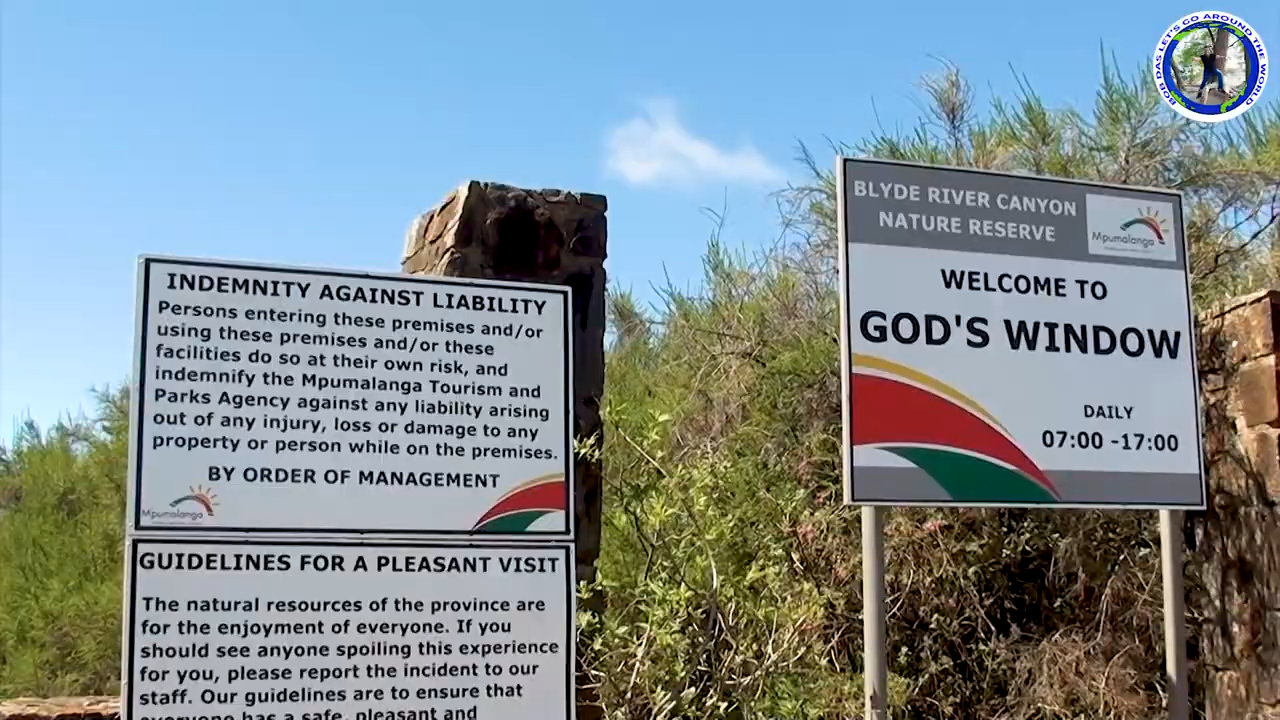 INDEMNITY AGAINST LIABILITY
Persons entering these premises and/or
using these premises and/or these
facilities do so at their own risk, and
indemnify the Mpumalanga Tourism and
Parks Agency against any liability arising
out of any injury, loss or damage to any
property or person while on the premises.
BY ORDER OF MANAGEMENT
Mpumalanga
GUIDELINES FOR A PLEASANT VISIT
The natural resources of the province are
for the enjoyment of everyone. If you
should see anyone spoiling this experience
for you, please report the incident to our
staff. Our guidelines are to ensure that
everyone has a safe, pleasant and
BLYDE RIVER CANYON
NATURE RESERVE
Mpumalanga
WELCOME TO
GOD'S WINDOW
DAILY
07:00 -17:00
BOB DAS LET'S GO AROUND THE WORLD